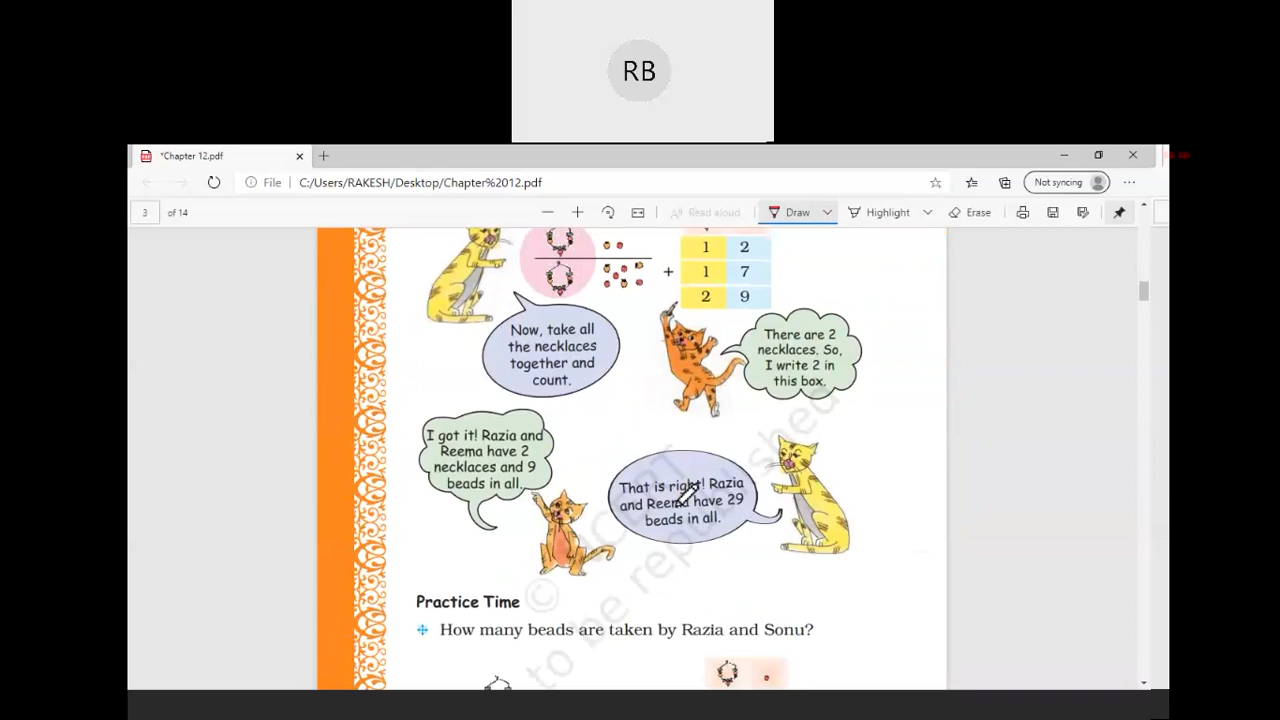 RB
*Chapter 12.pdf
File C:/Users/RAKESH/Desktop/Chapter%2012.pdf Not syncing
3 of 14 Read aloud Draw Highlight Erase
1 2
+ 1 7
2 9
Now, take all
the necklaces
together and
count.
There are 2
necklaces. So,
I write 2 in
this box.
I got it! Razia and
Reema have 2
necklaces and 9
beads in all.
That is right! Razia
and Reema have 29
beads in all.
Practice Time
How many beads are taken by Razia and Sonu?
to be republished